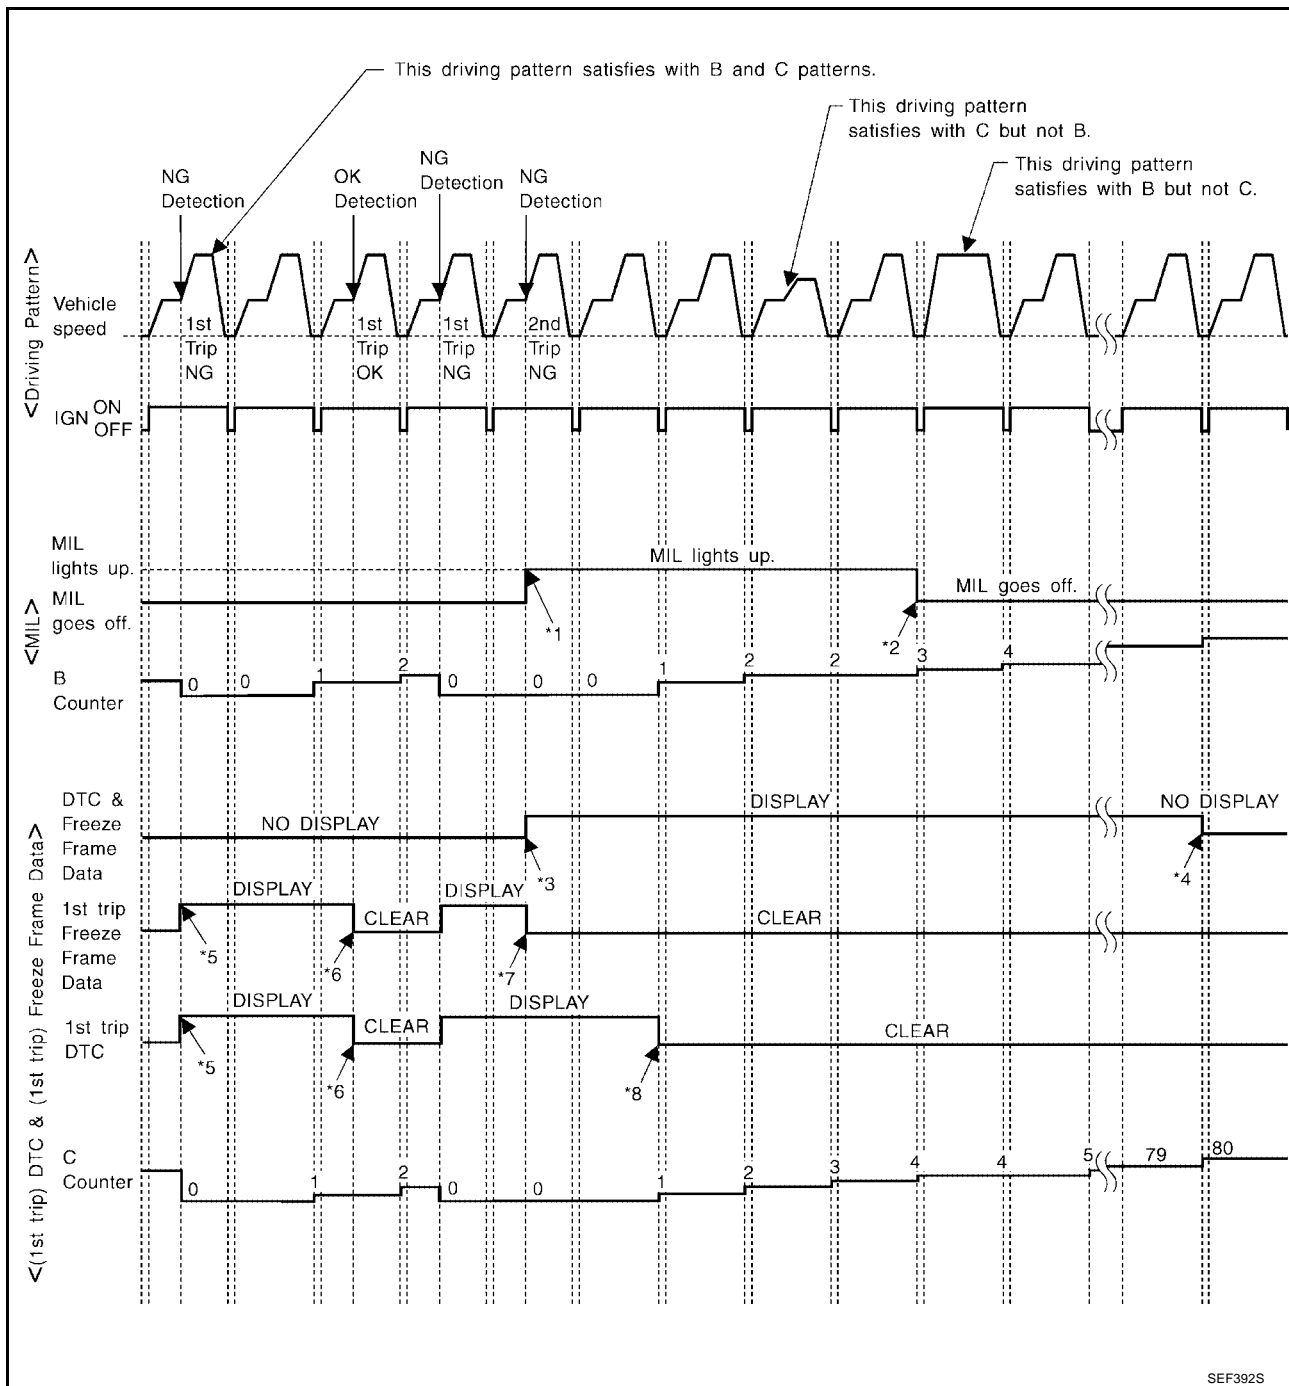 This driving pattern satisfies with B and C patterns.
This driving pattern
satisfies with C but not B.
This driving pattern
satisfies with B but not C.
NG
Detection
OK
Detection
NG
Detection
NG
Detection
<Driving Pattern>
Vehicle
speed
1st
Trip
NG
1st
Trip
OK
1st
Trip
NG
2nd
Trip
NG
IGN ON
OFF
<MIL>
MIL
lights up.
MIL
goes off.
MIL lights up.
MIL goes off.
*1
*2
B
Counter
0 0 1 2 0 0 0 1 2 2 3 4
<(1st trip) DTC & (1st trip) Freeze Frame Data>
DTC &
Freeze
Frame
Data
NO DISPLAY
DISPLAY
NO DISPLAY
*3
*4
1st trip
Freeze
Frame
Data
DISPLAY
CLEAR
DISPLAY
CLEAR
*5
*6
*7
1st trip
DTC
DISPLAY
CLEAR
DISPLAY
CLEAR
*5
*6
*8
C
Counter
0 1 2 0 0 1 2 3 4 4 5 79 80
SEF392S